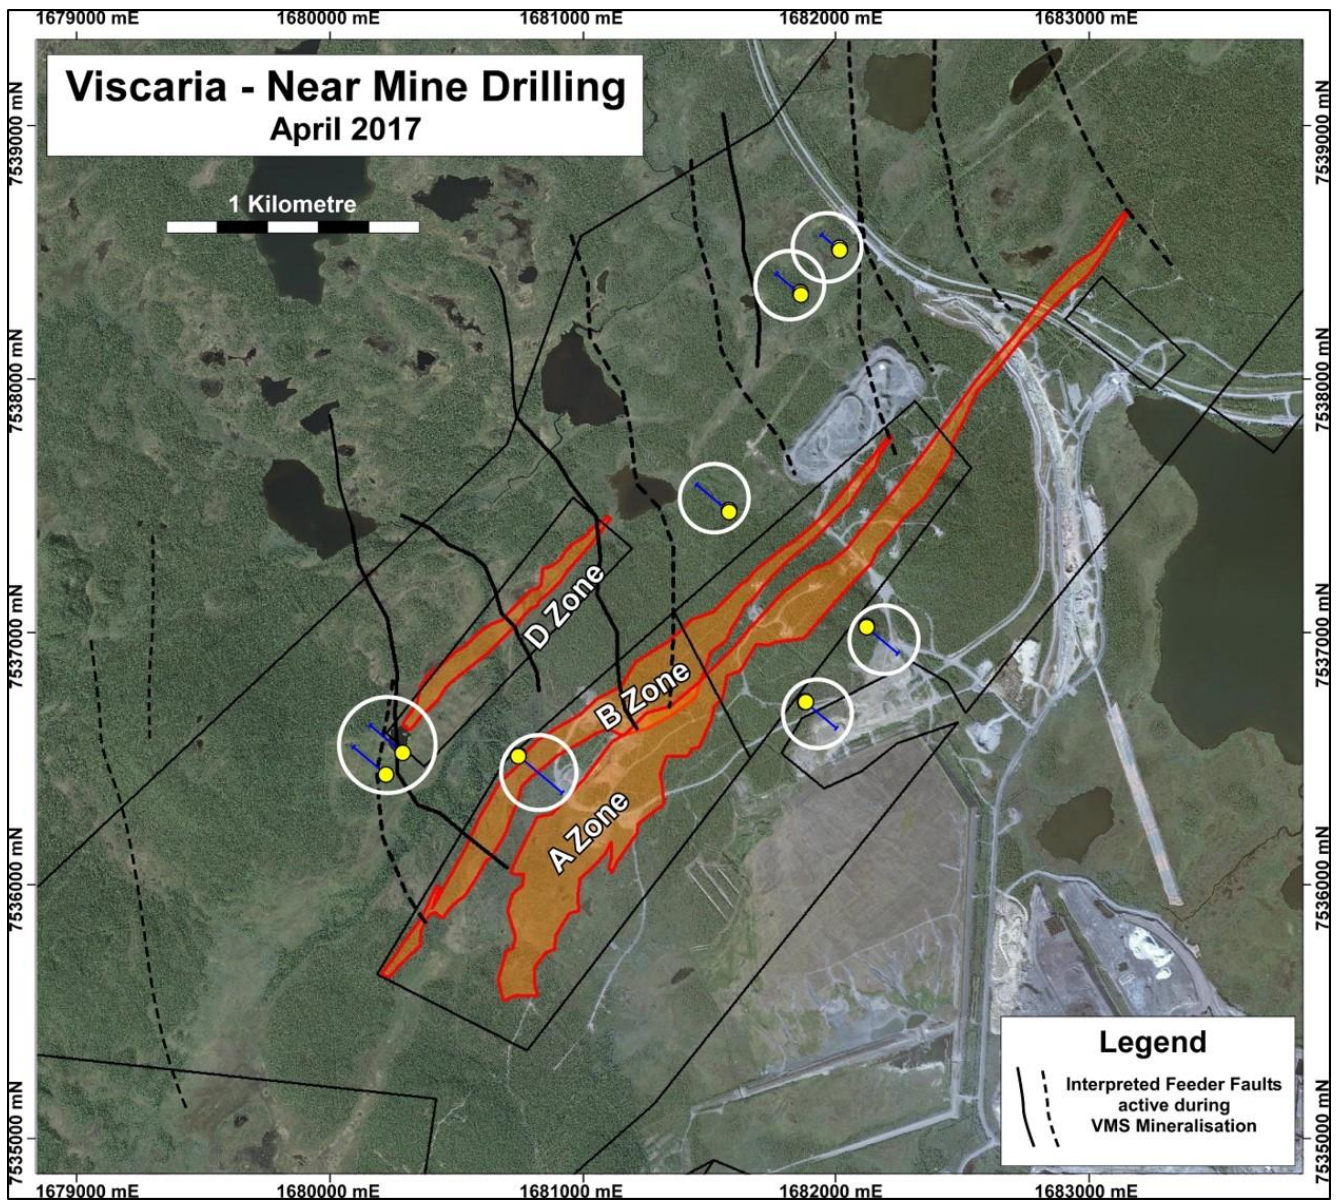 1679000 mE
1680000 mE
1681000 mE
1682000 mE
1683000 mE
Viscaria - Near Mine Drilling
April 2017
7539000 mN
7539000 mN
1 Kilometre
7538000 mN
7538000 mN
D Zone
7537000 mN
7537000 mN
B Zone
A Zone
7536000 mN
7536000 mN
Legend
Interpreted Feeder Faults
active during
VMS Mineralisation
7535000 mN
7535000 mN
1679000 mE
1680000 mE
1681000 mE
1682000 mE
1683000 mE